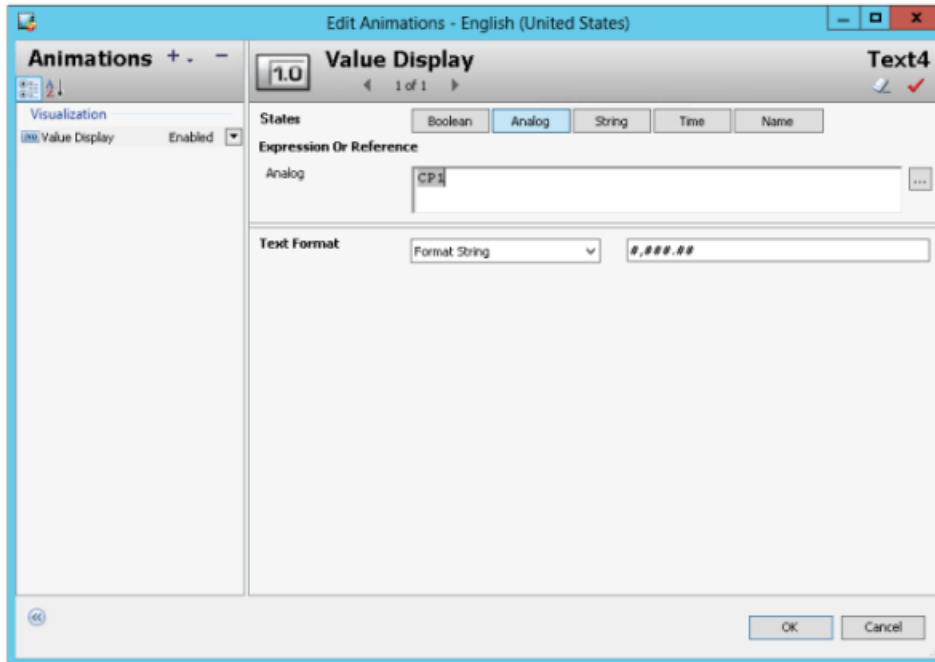 Edit Animations - English (United States)
Animations
Value Display
1.0
1 of 1
Text4
Visualization
Value Display Enabled
States Boolean Analog String Time Name
Expression Or Reference
Analog CP1 ...
Text Format Format String #,###.##
OK Cancel